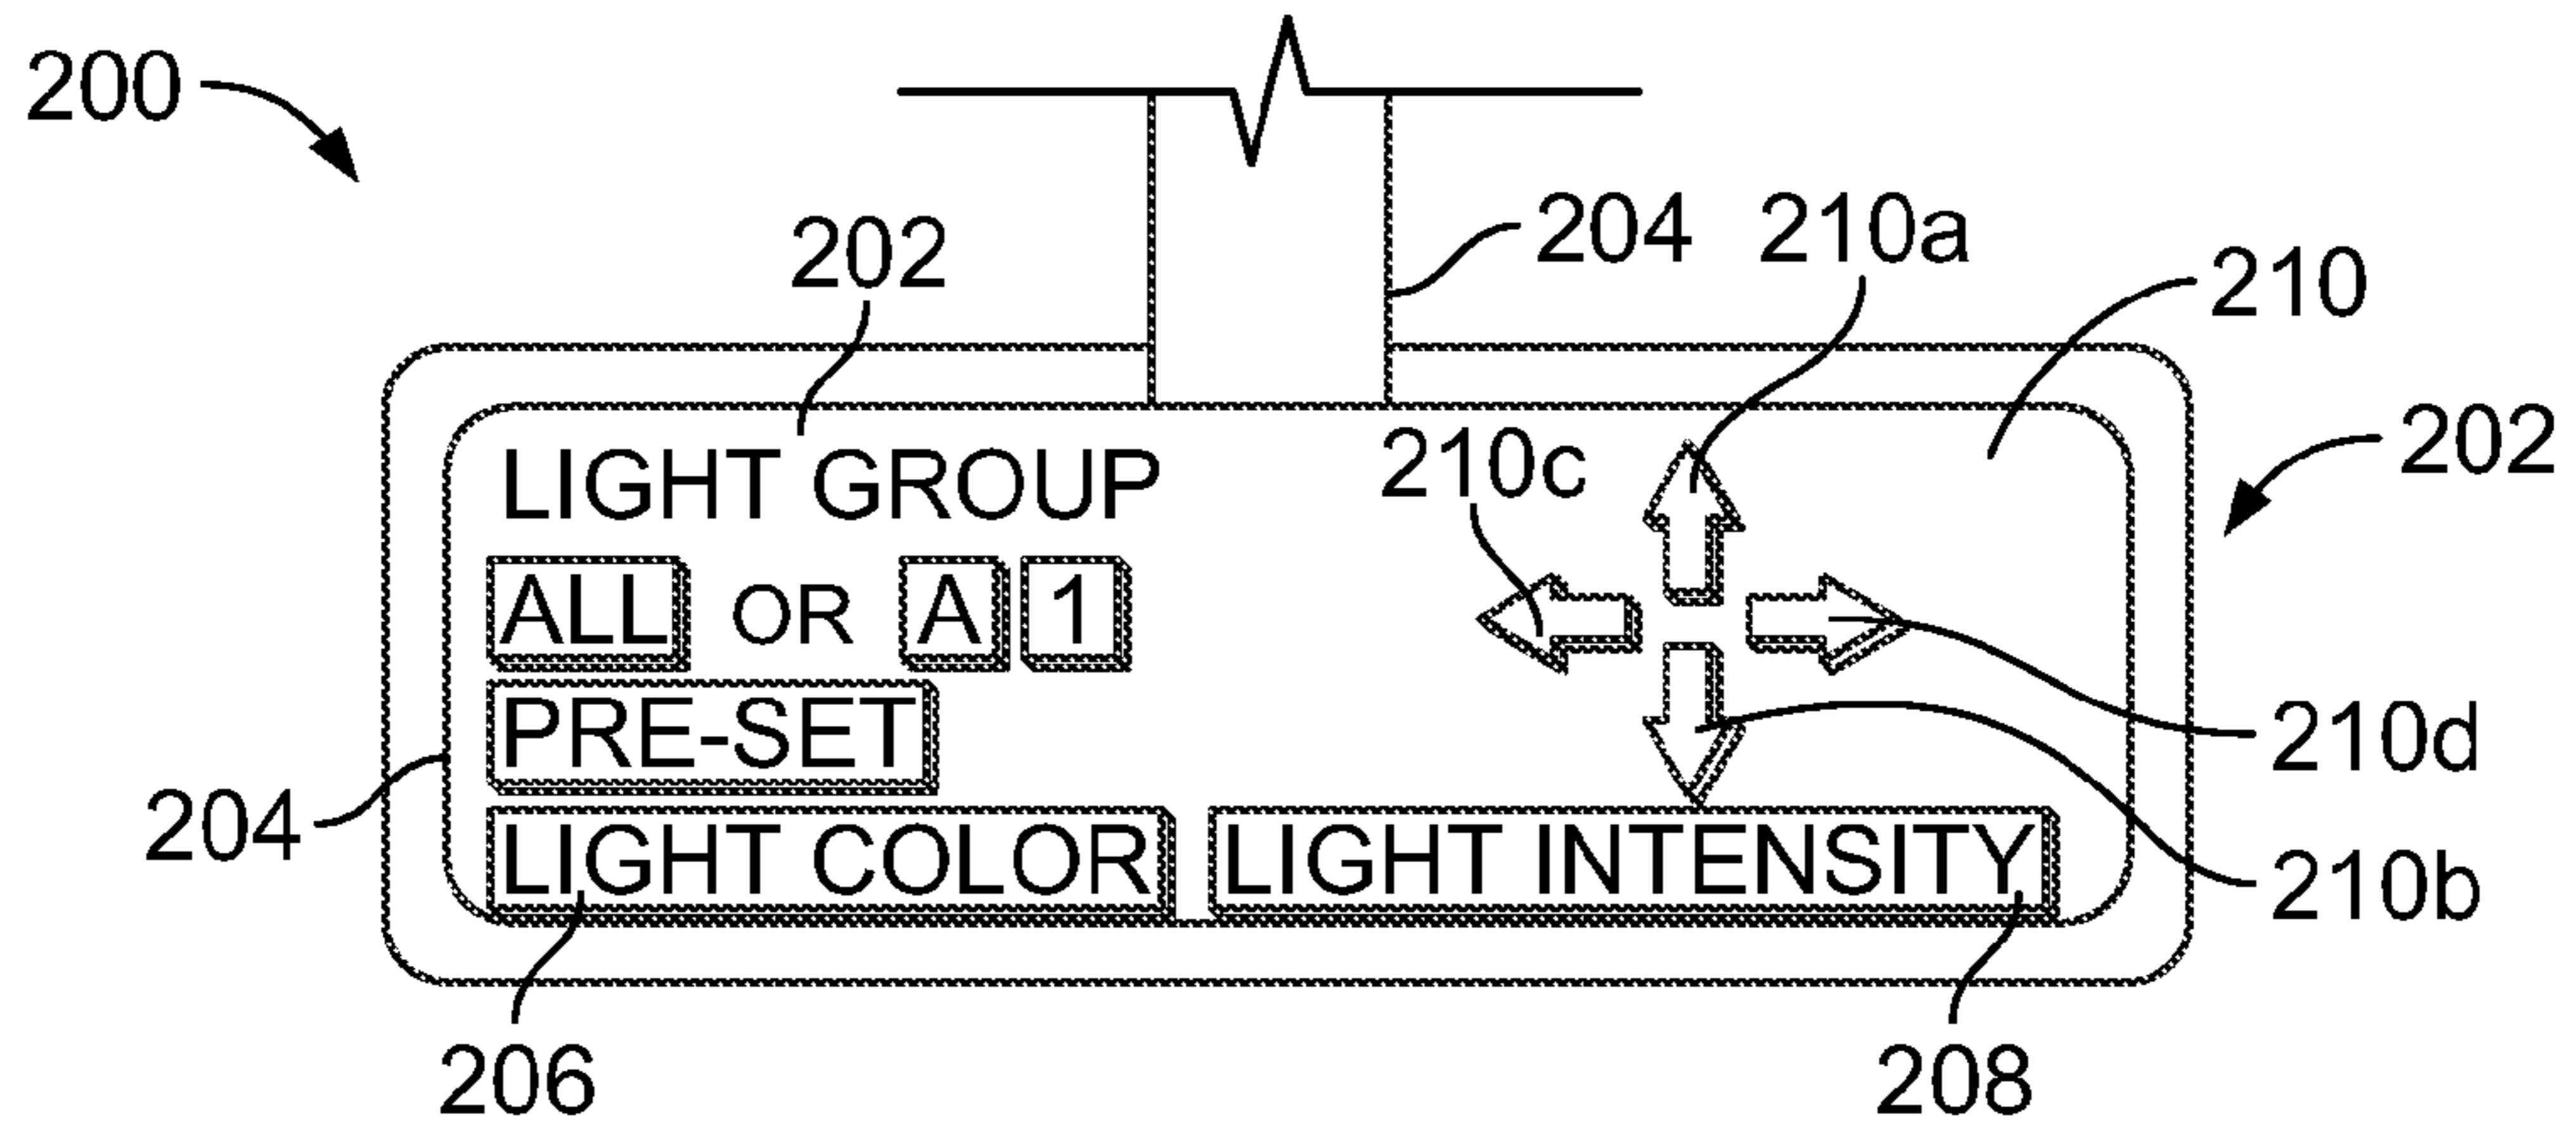 200
204 210a
202 210
202
LIGHT GROUP 210c
ALL OR A 1
PRE-SET
210d
204
LIGHT COLOR LIGHT INTENSITY
210b
206 208